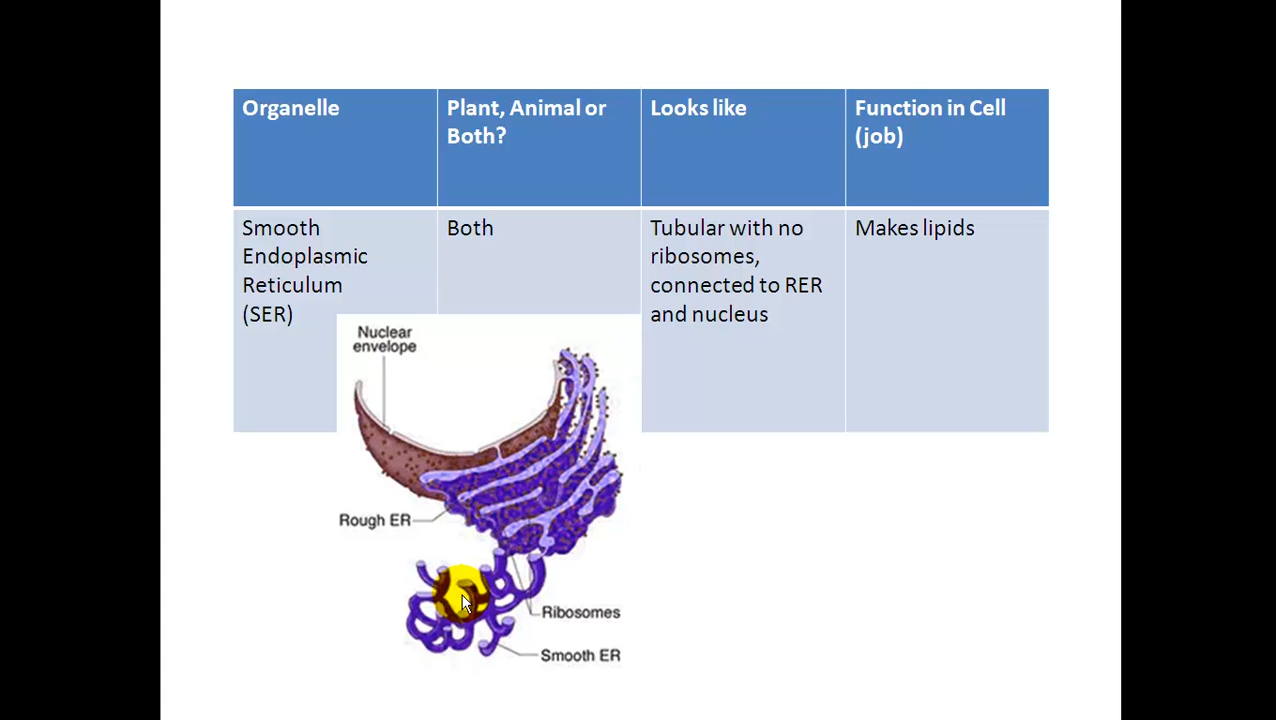 Organelle
Plant, Animal or
Both?
Looks like
Function in Cell
(job)
Smooth
Endoplasmic
Reticulum
(SER)
Both
Tubular with no
ribosomes,
connected to RER
and nucleus
Makes lipids
Nuclear
envelope
Rough ER
Ribosomes
Smooth ER